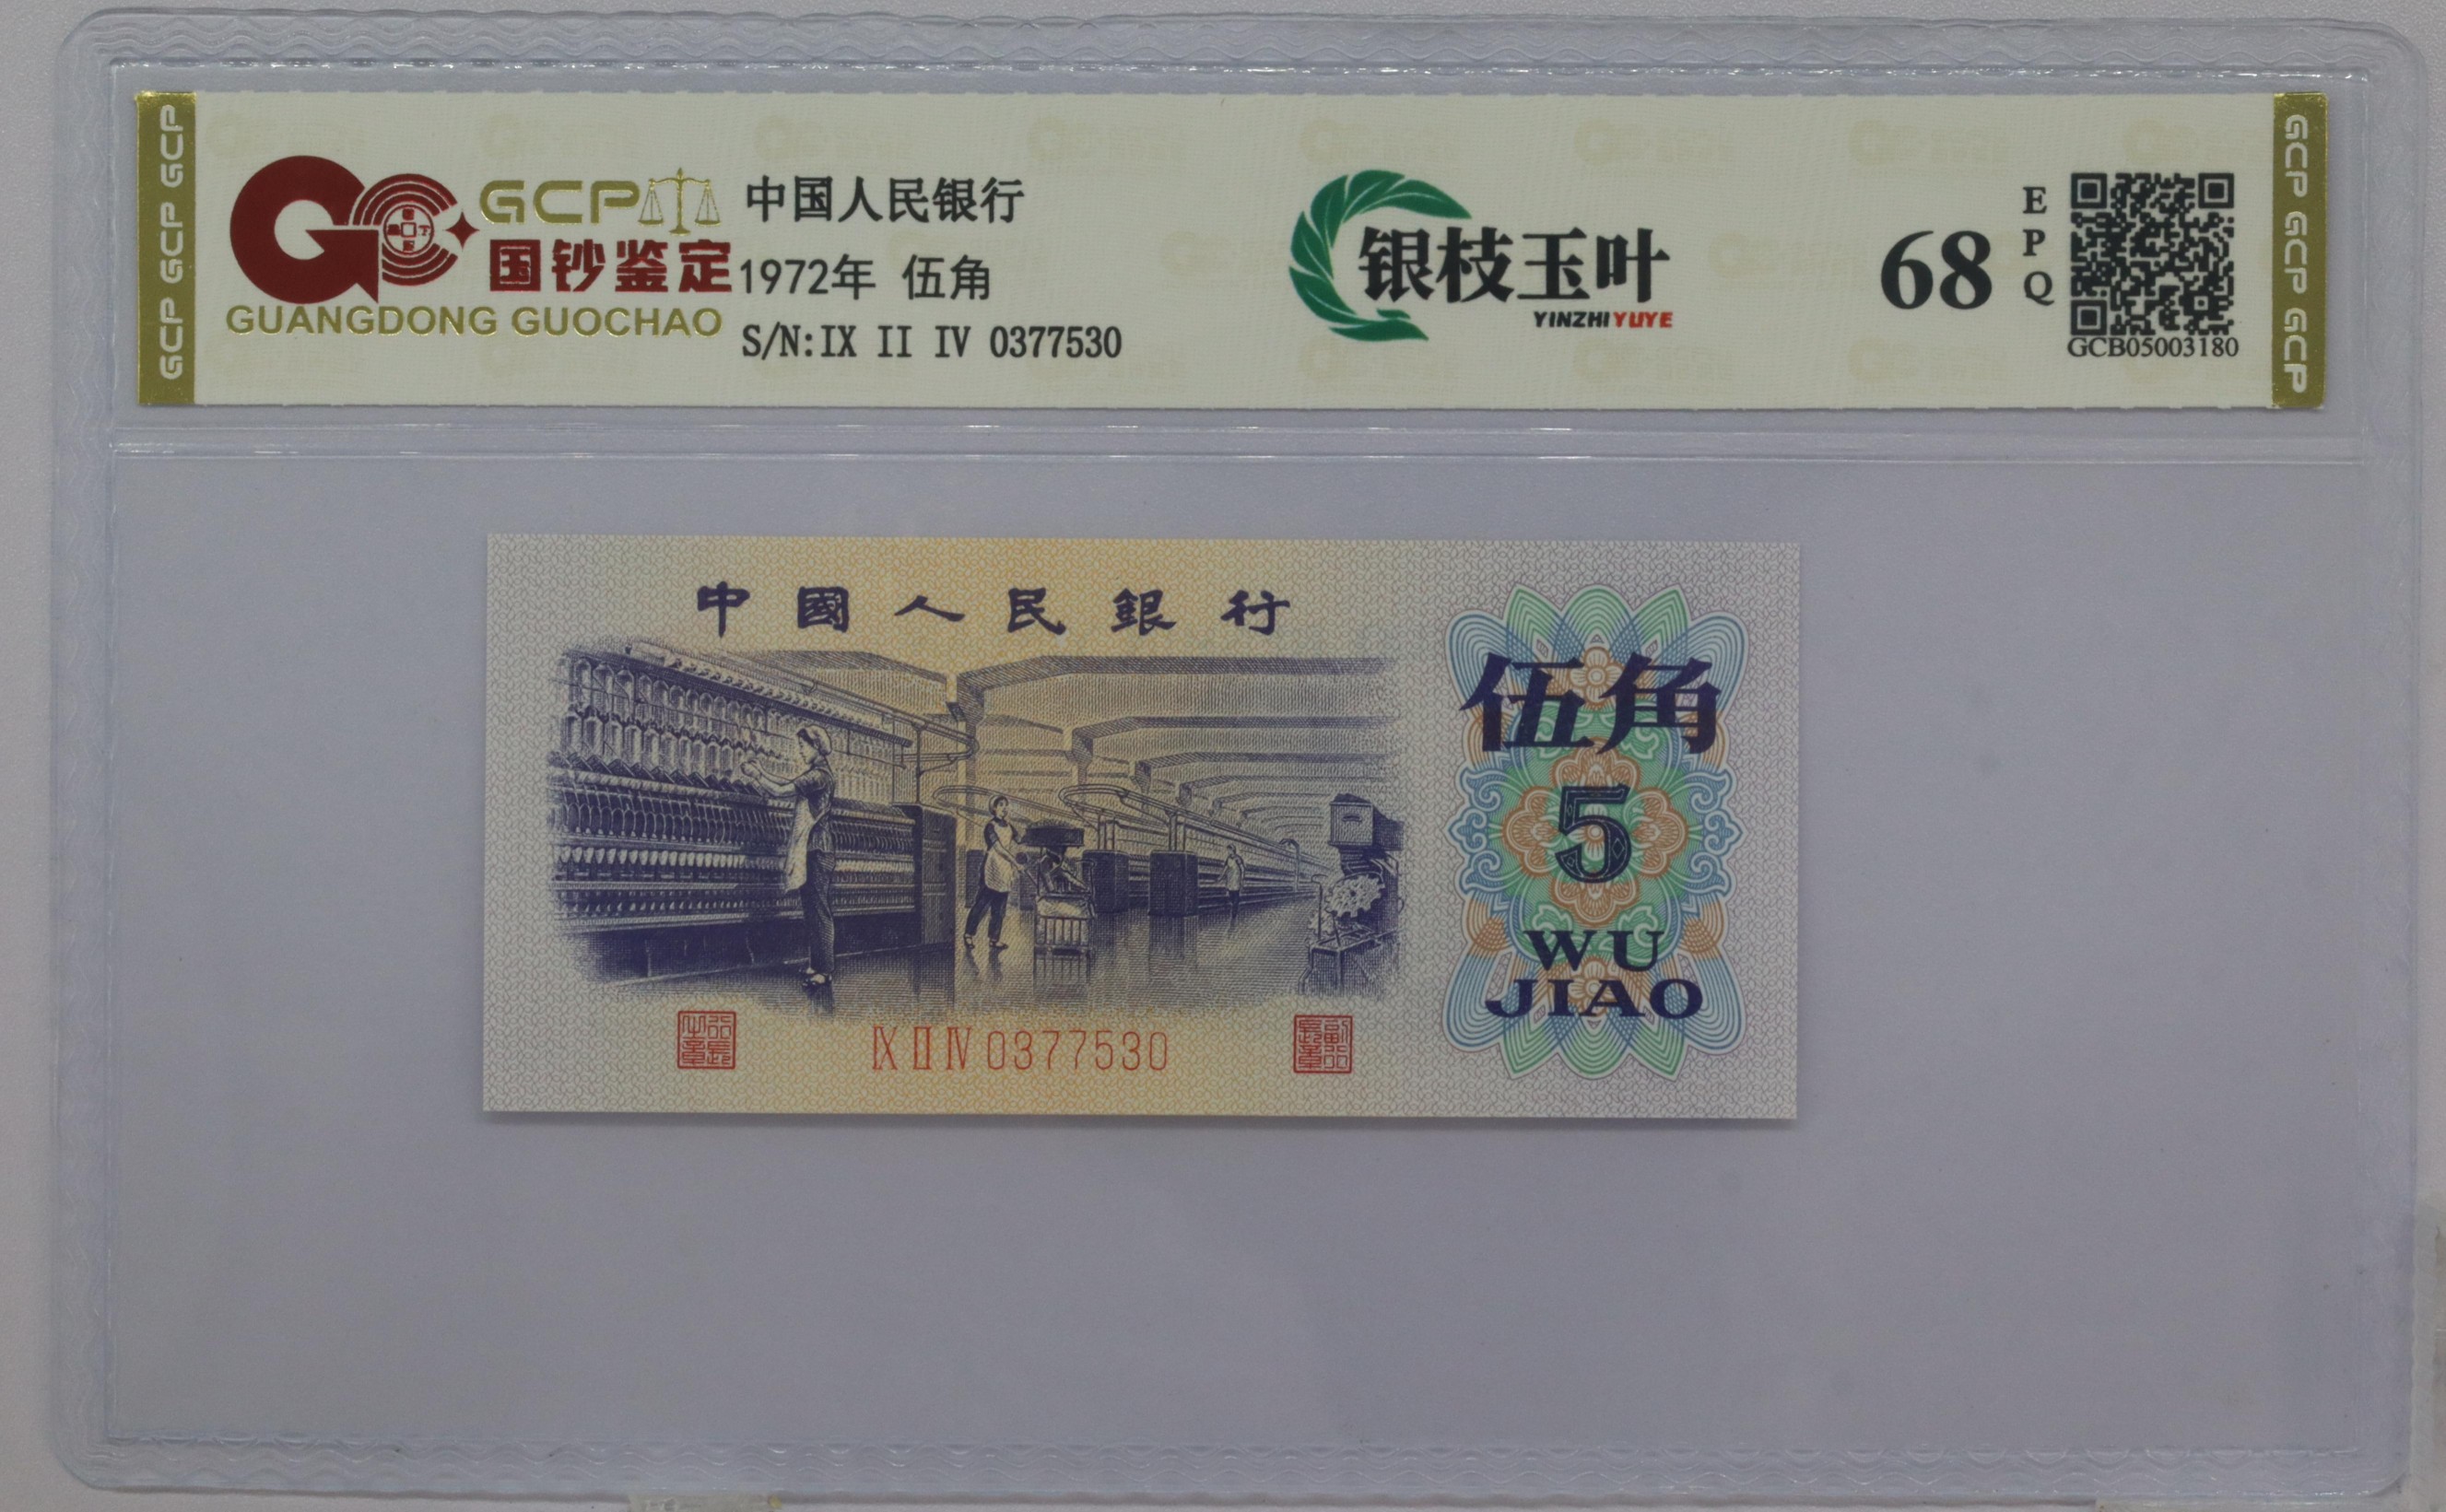 GCP GCP GCP
GCP
国钞鉴定
GUANGDONG GUOCHAO
中国人民银行
1972年 伍角
S/N:IX II IV 0377530
银枝玉叶
YINZHIYUYE
68
EPQ
GCB05003180
GCP GCP GCP
中國人民銀行
伍角
5
WU
JIAO
IX II IV 0377530